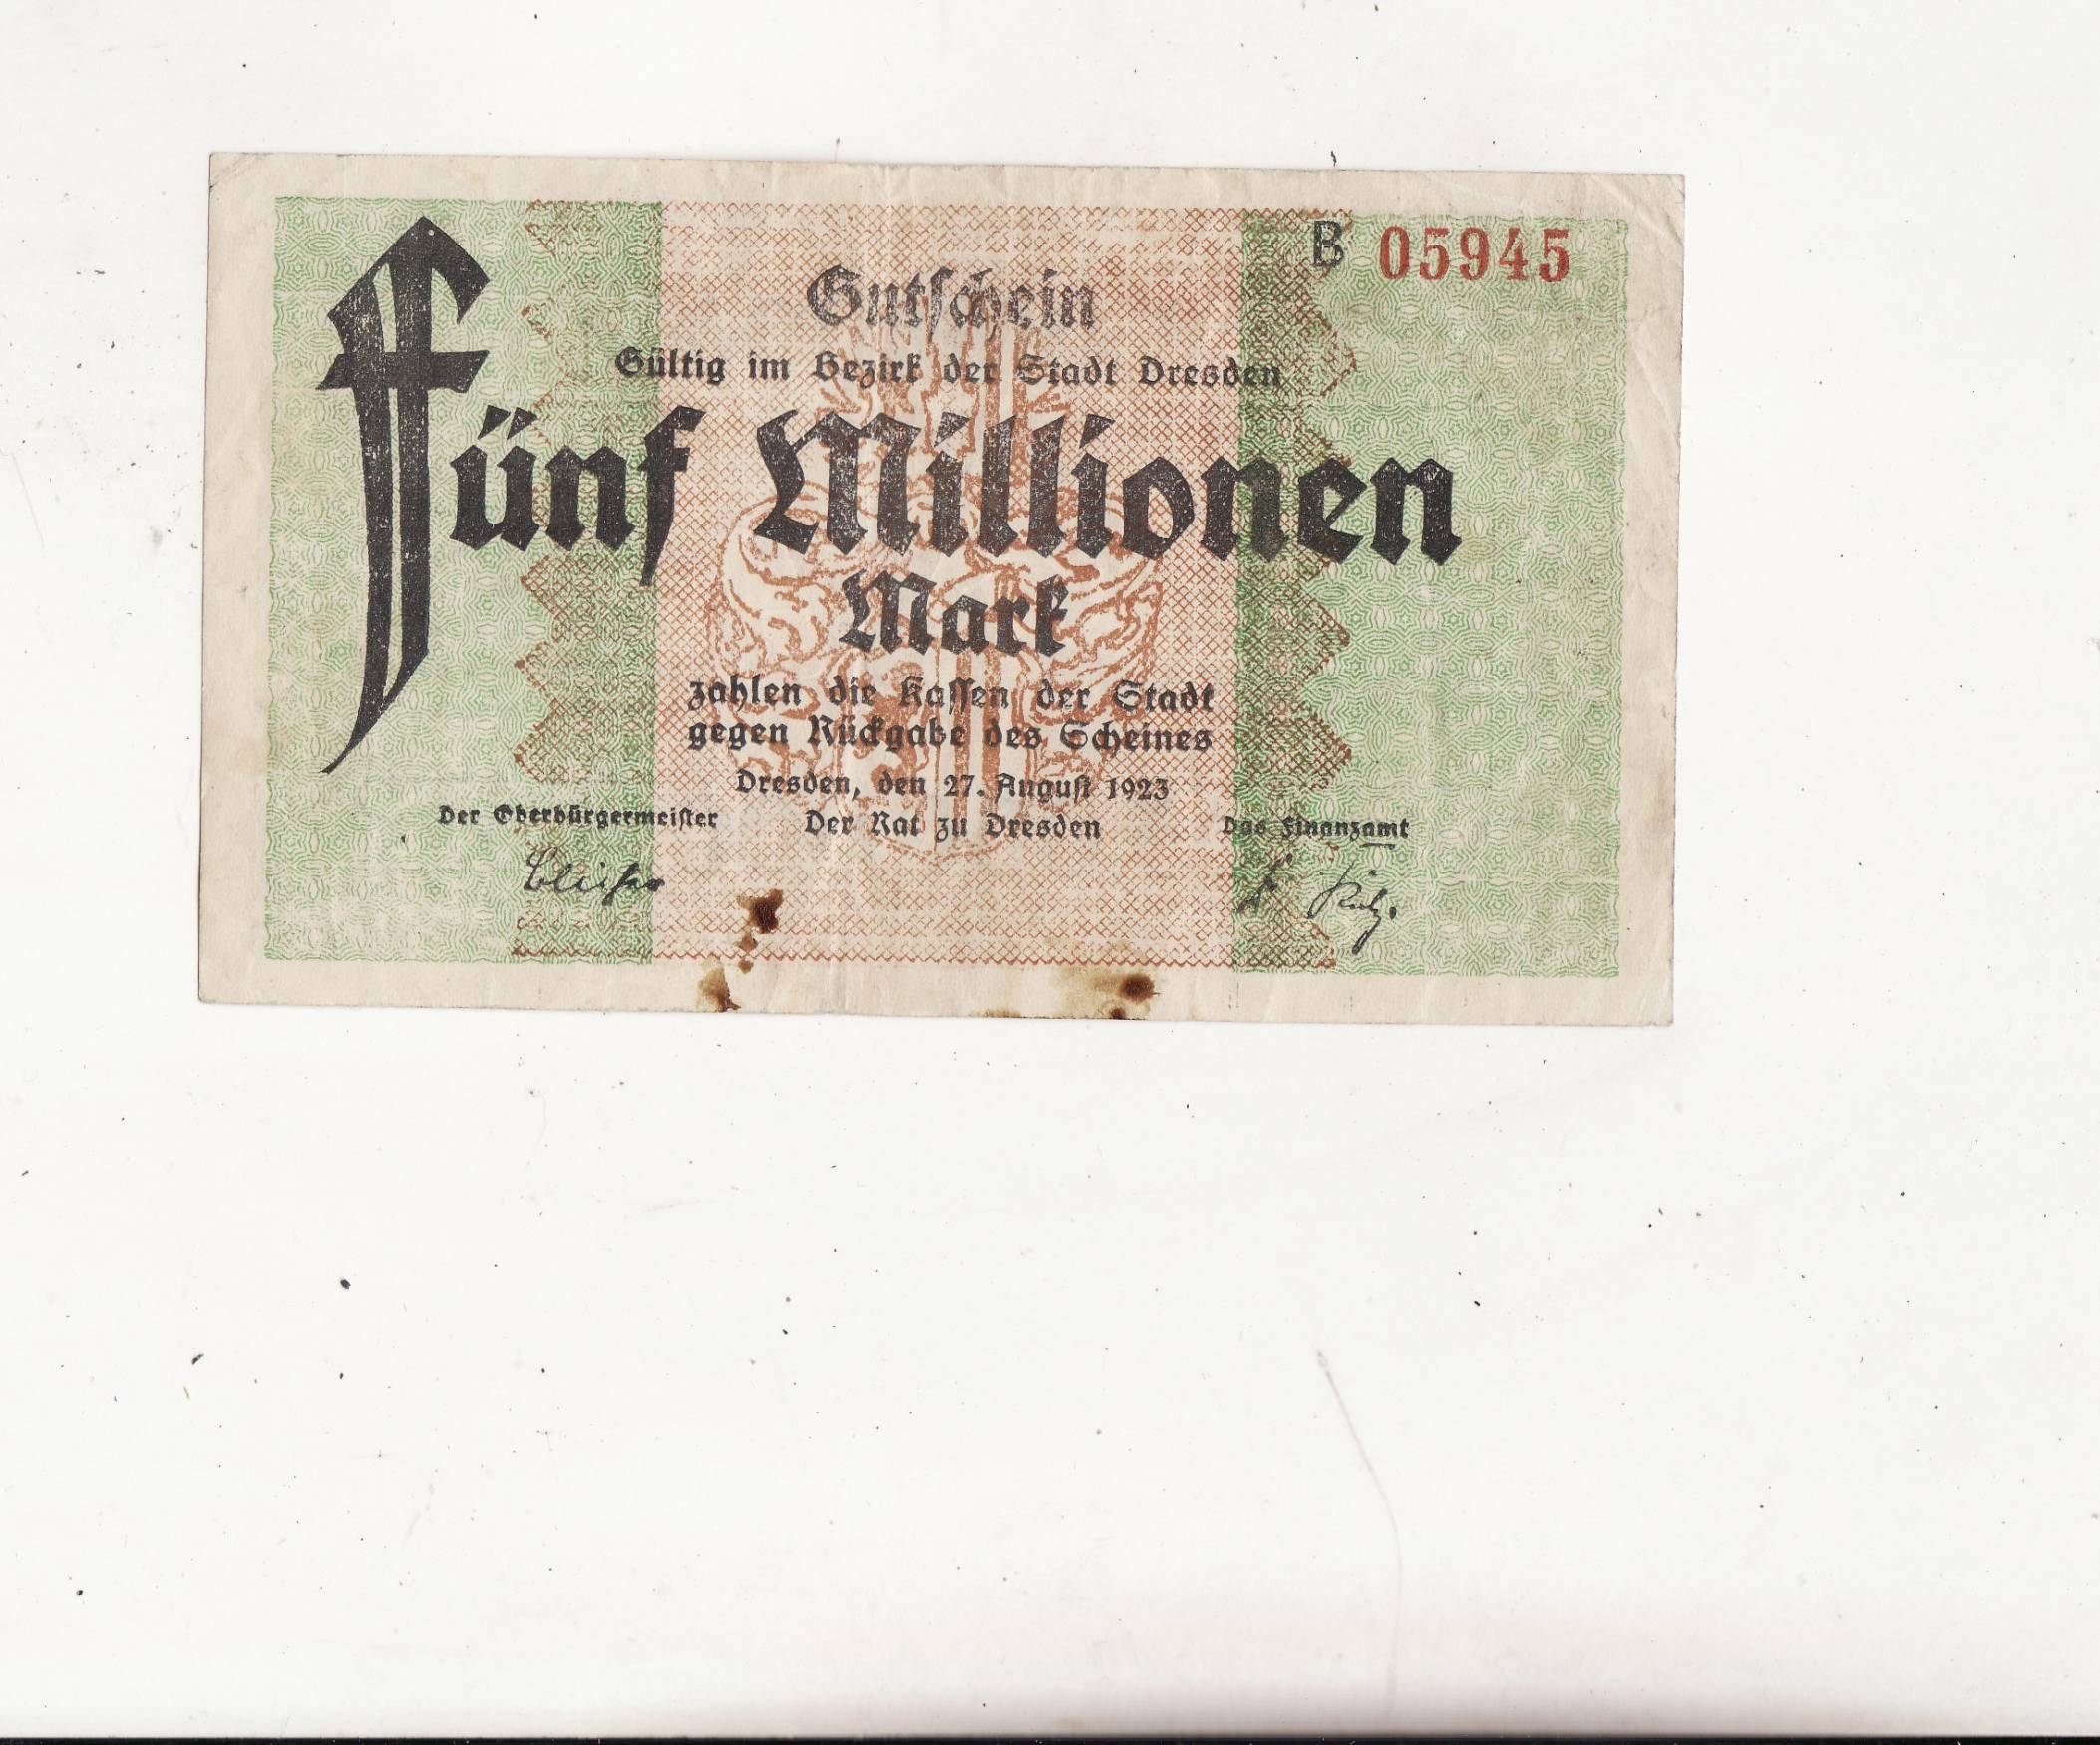 B 05945
Gutschein
Gültig im Bezirk der Stadt Dresden
Fünf Millionen
Mark
zahlen die Kassen der Stadt
gegen Rückgabe des Scheines
Dresden, den 27. August 1923
Der Oberbürgermeister Der Rat zu Dresden Das Finanzamt